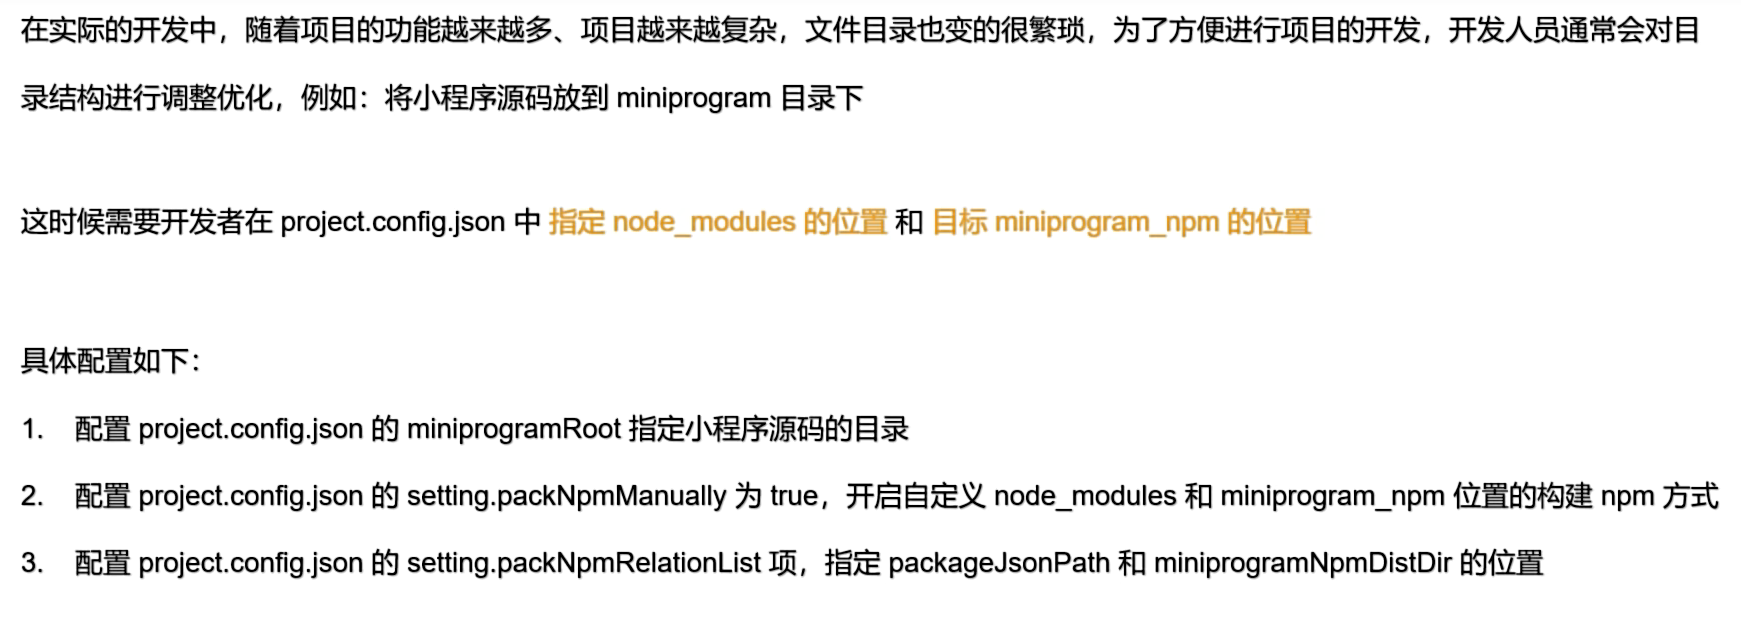 在实际的开发中，随着项目的功能越来越多、项目越来越复杂，文件目录也变的很繁琐，为了方便进行项目的开发，开发人员通常会对目
录结构进行调整优化，例如：将小程序源码放到 miniprogram 目录下
这时候需要开发者在 project.config.json 中 指定 node_modules 的位置 和 目标 miniprogram_npm 的位置
具体配置如下：
1. 配置 project.config.json 的 miniprogramRoot 指定小程序源码的目录
2. 配置 project.config.json 的 setting.packNpmManually 为 true，开启自定义 node_modules 和 miniprogram_npm 位置的构建 npm 方式
3. 配置 project.config.json 的 setting.packNpmRelationList 项，指定 packageJsonPath 和 miniprogramNpmDistDir 的位置